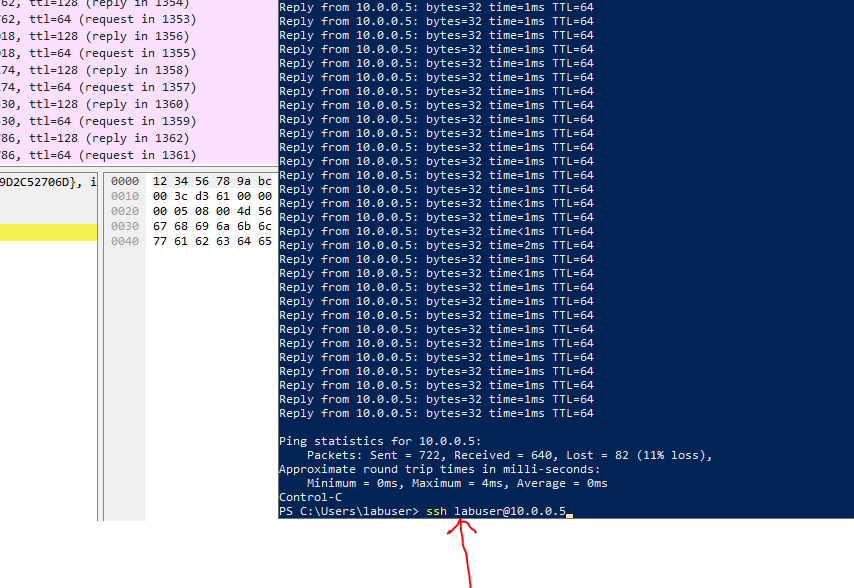 62, ttl=128 (reply in 1354)
62, ttl=64 (request in 1353)
018, ttl=128 (reply in 1356)
018, ttl=64 (request in 1355)
274, ttl=128 (reply in 1358)
274, ttl=64 (request in 1357)
530, ttl=128 (reply in 1360)
530, ttl=64 (request in 1359)
86, ttl=128 (reply in 1362)
86, ttl=64 (request in 1361)
9D2C52706D}, i
0000 12 34 56 78 9a bc
0010 00 3c d3 61 00 00
0020 00 05 08 00 4d 56
0030 67 68 69 6a 6b 6c
0040 77 61 62 63 64 65
Reply from 10.0.0.5: bytes=32 time=1ms TTL=64
Reply from 10.0.0.5: bytes=32 time=1ms TTL=64
Reply from 10.0.0.5: bytes=32 time=1ms TTL=64
Reply from 10.0.0.5: bytes=32 time=1ms TTL=64
Reply from 10.0.0.5: bytes=32 time=1ms TTL=64
Reply from 10.0.0.5: bytes=32 time=1ms TTL=64
Reply from 10.0.0.5: bytes=32 time=1ms TTL=64
Reply from 10.0.0.5: bytes=32 time=1ms TTL=64
Reply from 10.0.0.5: bytes=32 time=1ms TTL=64
Reply from 10.0.0.5: bytes=32 time=1ms TTL=64
Reply from 10.0.0.5: bytes=32 time=1ms TTL=64
Reply from 10.0.0.5: bytes=32 time=1ms TTL=64
Reply from 10.0.0.5: bytes=32 time=1ms TTL=64
Reply from 10.0.0.5: bytes=32 time=1ms TTL=64
Reply from 10.0.0.5: bytes=32 time<1ms TTL=64
Reply from 10.0.0.5: bytes=32 time=1ms TTL=64
Reply from 10.0.0.5: bytes=32 time<1ms TTL=64
Reply from 10.0.0.5: bytes=32 time=2ms TTL=64
Reply from 10.0.0.5: bytes=32 time=1ms TTL=64
Reply from 10.0.0.5: bytes=32 time<1ms TTL=64
Reply from 10.0.0.5: bytes=32 time=1ms TTL=64
Reply from 10.0.0.5: bytes=32 time<1ms TTL=64
Reply from 10.0.0.5: bytes=32 time=1ms TTL=64
Reply from 10.0.0.5: bytes=32 time=1ms TTL=64
Reply from 10.0.0.5: bytes=32 time=1ms TTL=64
Reply from 10.0.0.5: bytes=32 time=1ms TTL=64
Reply from 10.0.0.5: bytes=32 time=1ms TTL=64
Reply from 10.0.0.5: bytes=32 time=1ms TTL=64
Reply from 10.0.0.5: bytes=32 time=1ms TTL=64
Reply from 10.0.0.5: bytes=32 time=1ms TTL=64
Ping statistics for 10.0.0.5:
Packets: Sent = 722, Received = 640, Lost = 82 (11% loss),
Approximate round trip times in milli-seconds:
Minimum = 0ms, Maximum = 4ms, Average = 0ms
Control-C
PS C:\Users\labuser> ssh labuser@10.0.0.5